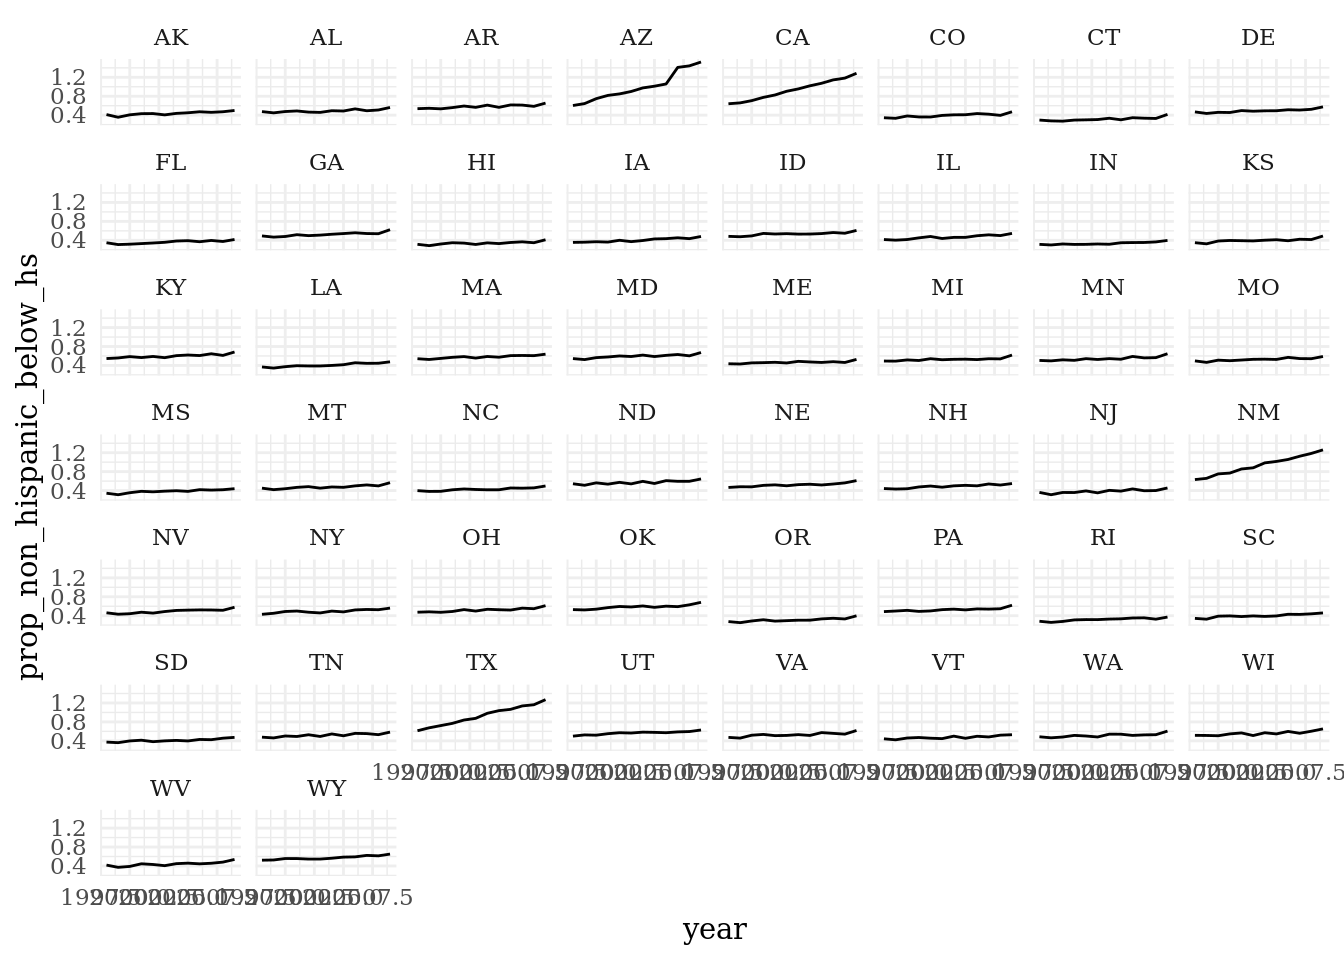 AK AL AR AZ CA CO CT DE
1.2
0.8
0.4
FL GA HI IA ID IL IN KS
1.2
0.8
0.4
KY LA MA MD ME MI MN MO
1.2
0.8
0.4
MS MT NC ND NE NH NJ NM
1.2
0.8
0.4
NV NY OH OK OR PA RI SC
1.2
0.8
0.4
SD TN TX UT VA VT WA WI
1.2
0.8
0.4
WV WY
1.2
0.8
0.4
year
prop_non_hispanic_below_hs